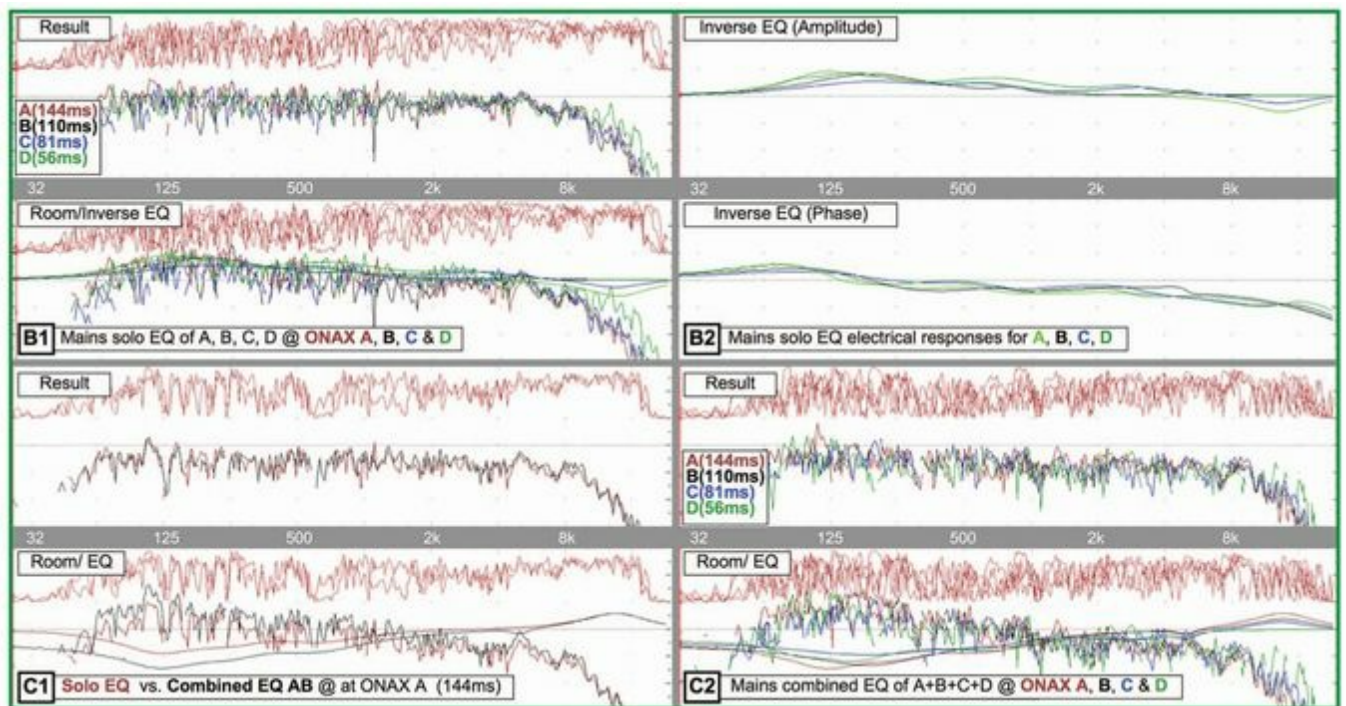 Result
A(144ms)
B(110ms)
C(81ms)
D(56ms)
32 125 500 2k 8k
Room/Inverse EQ
B1 Mains solo EQ of A, B, C, D @ ONAX A, B, C & D
Inverse EQ (Amplitude)
32 125 500 2k 8k
Inverse EQ (Phase)
B2 Mains solo EQ electrical responses for A, B, C, D
Result
32 125 500 2k 8k
Room/ EQ
C1 Solo EQ vs. Combined EQ AB @ at ONAX A (144ms)
Result
A(144ms)
B(110ms)
C(81ms)
D(56ms)
32 125 500 2k 8k
Room/ EQ
C2 Mains combined EQ of A+B+C+D @ ONAX A, B, C & D